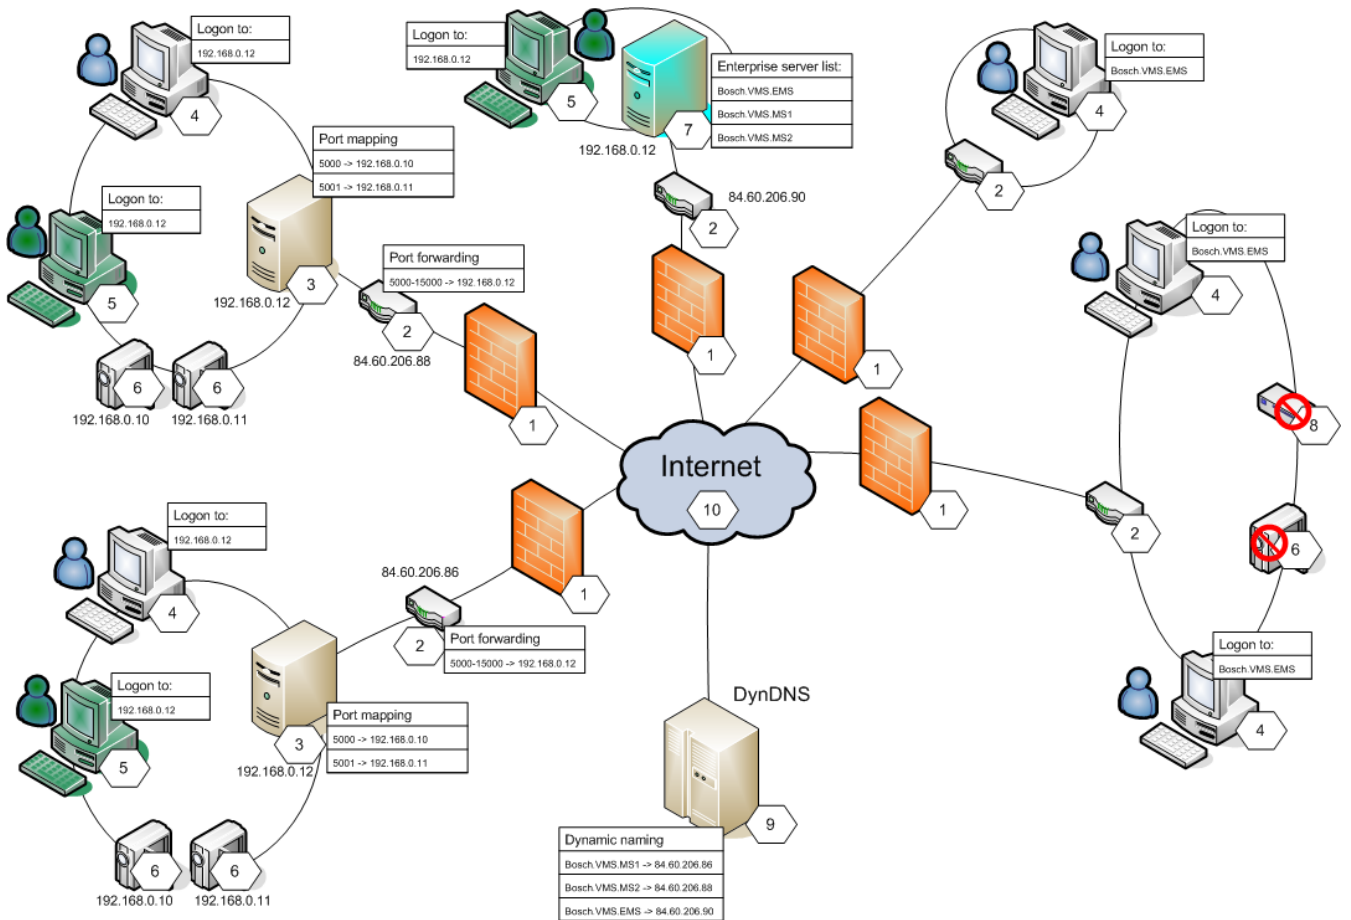 Logon to:
192.168.0.12
4
Port mapping
5000 -> 192.168.0.10
5001 -> 192.168.0.11
Logon to:
192.168.0.12
5
3
192.168.0.12
Port forwarding
5000-15000 -> 192.168.0.12
2
84.60.206.88
1
6
192.168.0.10
6
192.168.0.11
Logon to:
192.168.0.12
5
7
192.168.0.12
Enterprise server list:
Bosch.VMS.EMS
Bosch.VMS.MS1
Bosch.VMS.MS2
84.60.206.90
2
1
Logon to:
Bosch.VMS.EMS
4
2
1
Logon to:
Bosch.VMS.EMS
4
8
6
2
1
Logon to:
Bosch.VMS.EMS
4
Internet
10
Logon to:
192.168.0.12
4
84.60.206.86
1
2
Port forwarding
5000-15000 -> 192.168.0.12
Logon to:
192.168.0.12
5
3
192.168.0.12
Port mapping
5000 -> 192.168.0.10
5001 -> 192.168.0.11
6
192.168.0.10
6
192.168.0.11
DynDNS
9
Dynamic naming
Bosch.VMS.MS1 -> 84.60.206.86
Bosch.VMS.MS2 -> 84.60.206.88
Bosch.VMS.EMS -> 84.60.206.90